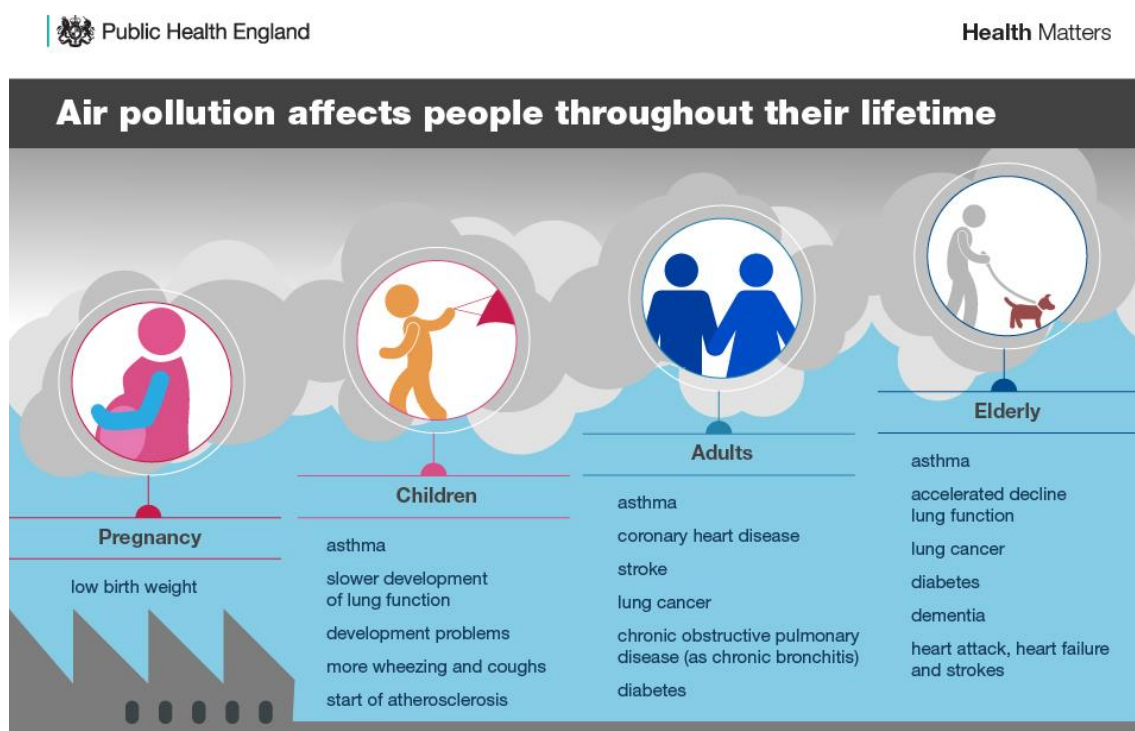 Public Health England
Health Matters
Air pollution affects people throughout their lifetime
Pregnancy
low birth weight
Children
asthma
slower development
of lung function
development problems
more wheezing and coughs
start of atherosclerosis
Adults
asthma
coronary heart disease
stroke
lung cancer
chronic obstructive pulmonary
disease (as chronic bronchitis)
diabetes
Elderly
asthma
accelerated decline
lung function
lung cancer
diabetes
dementia
heart attack, heart failure
and strokes